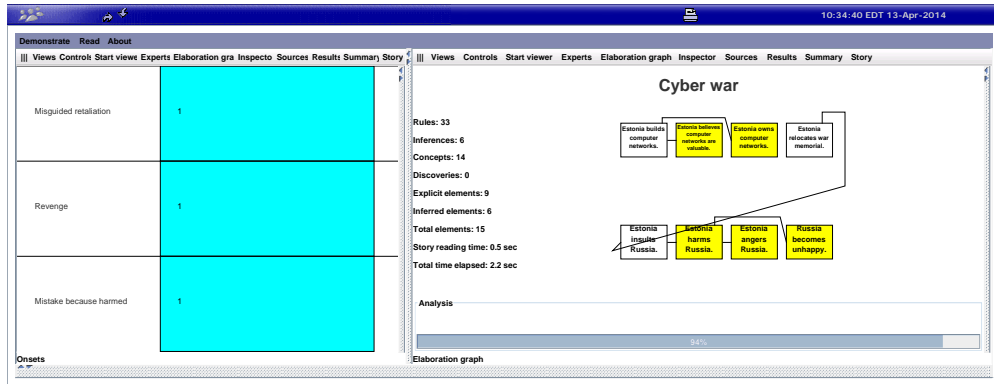 10:34:40 EDT 13-Apr-2014
Demonstrate Read About
||| Views Controls Start viewe Experts Elaboration gra Inspecto Sources Results Summary Story
Misguided retaliation 1
Revenge 1
Mistake because harmed 1
Onsets
||| Views Controls Start viewer Experts Elaboration graph Inspector Sources Results Summary Story
Cyber war
Rules: 33
Inferences: 6
Concepts: 14
Discoveries: 0
Explicit elements: 9
Inferred elements: 6
Total elements: 15
Story reading time: 0.5 sec
Total time elapsed: 2.2 sec
Estonia builds
computer
networks.
Estonia believes
computer
networks are
valuable.
Estonia owns
computer
networks.
Estonia
relocates war
memorial.
Estonia
insults
Russia.
Estonia
harms
Russia.
Estonia
angers
Russia.
Russia
becomes
unhappy.
Analysis
94%
Elaboration graph